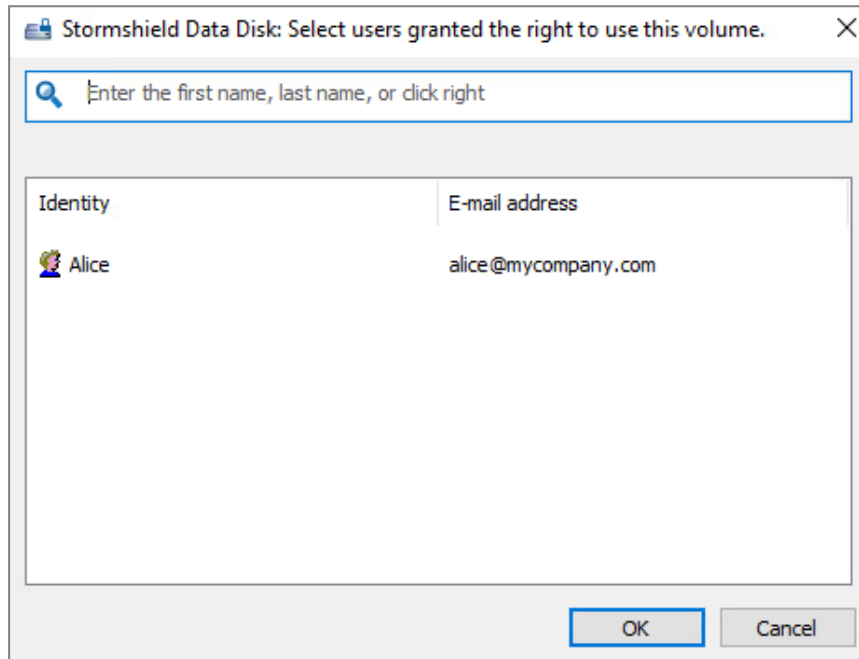 Stormshield Data Disk: Select users granted the right to use this volume.
Enter the first name, last name, or click right
Identity E-mail address
Alice alice@mycompany.com
OK Cancel